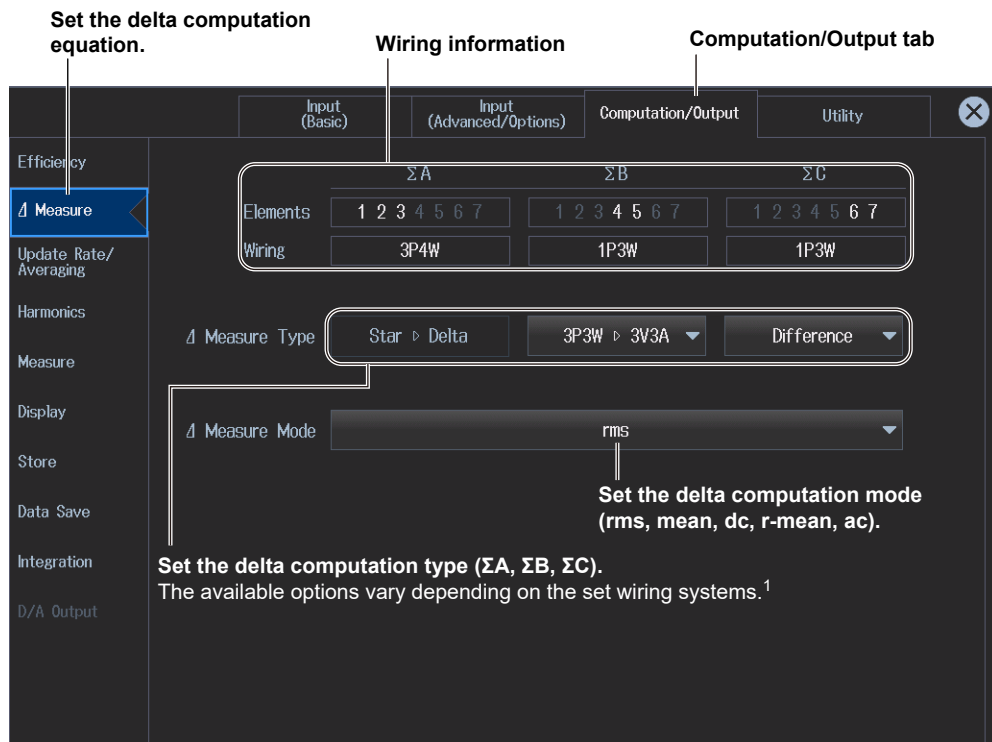 Set the delta computation
equation.
Wiring information
Computation/Output tab
Input
(Basic)
Input
(Advanced/Options)
Computation/Output
Utility
Efficiency
Δ Measure
Update Rate/
Averaging
Harmonics
Measure
Display
Store
Data Save
Integration
D/A Output
ΣA ΣB ΣC
Elements 1 2 3 4 5 6 7 1 2 3 4 5 6 7 1 2 3 4 5 6 7
Wiring 3P4W 1P3W 1P3W
Δ Measure Type Star ▷ Delta 3P3W ▷ 3V3A Difference
Δ Measure Mode rms
Set the delta computation mode
(rms, mean, dc, r-mean, ac).
Set the delta computation type (ΣA, ΣB, ΣC).
The available options vary depending on the set wiring systems.1